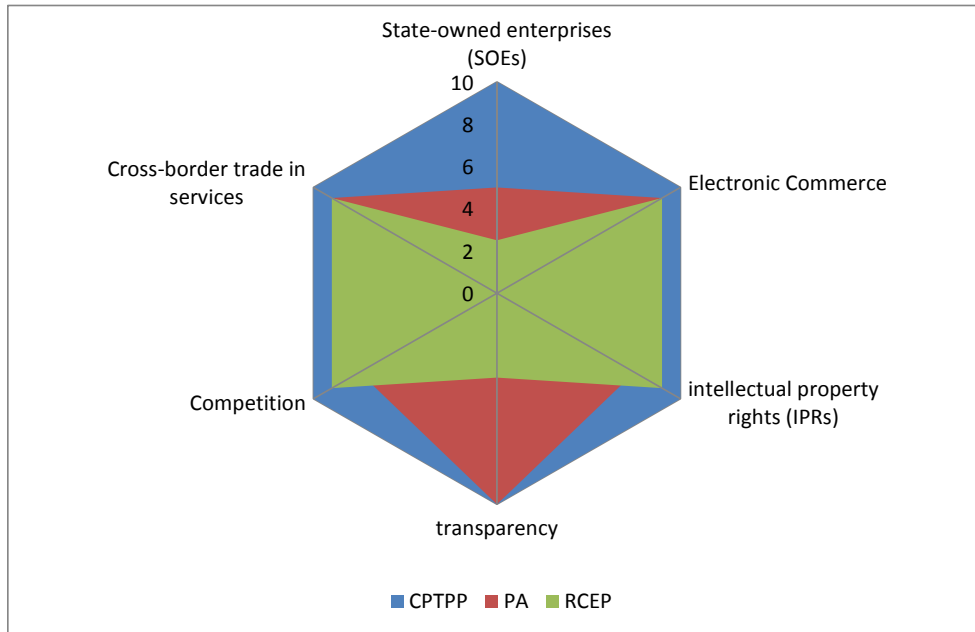 State-owned enterprises
(SOEs)
10
8
6
4
2
0
Cross-border trade in
services
Electronic Commerce
Competition
intellectual property
rights (IPRs)
transparency
CPTPP PA RCEP